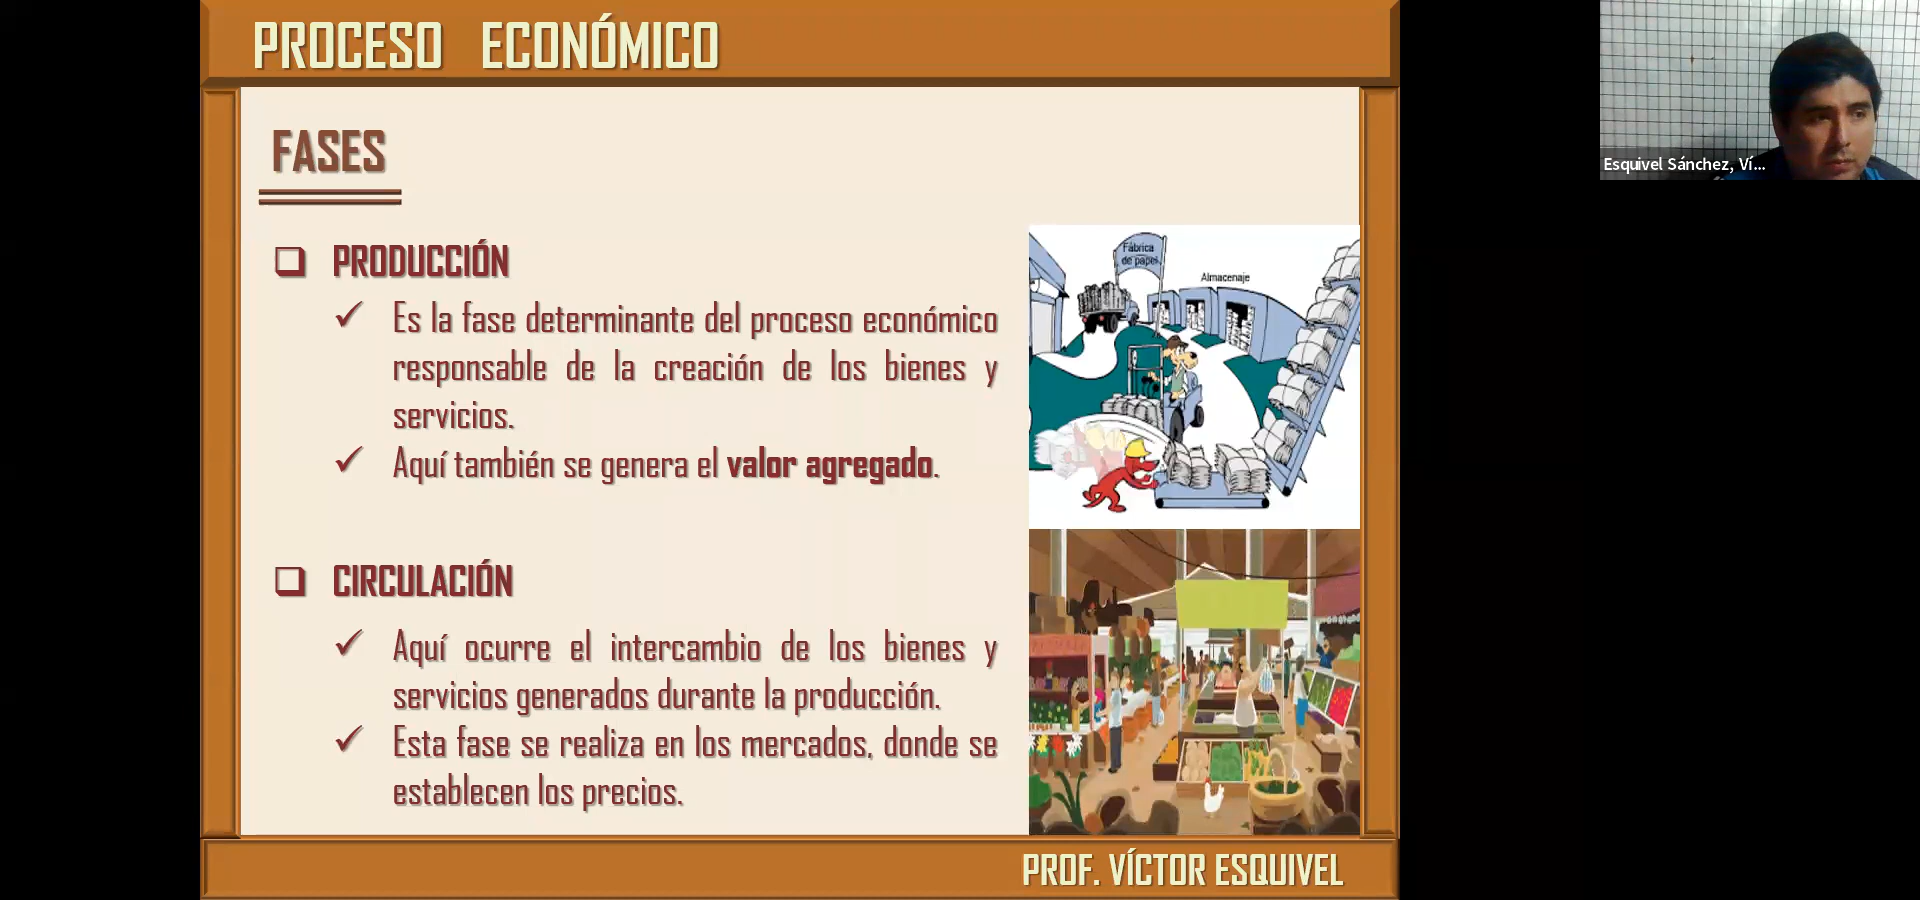 PROCESO ECONÓMICO
FASES
PRODUCCIÓN
Es la fase determinante del proceso económico
responsable de la creación de los bienes y
servicios.
Aquí también se genera el valor agregado.
CIRCULACIÓN
Aquí ocurre el intercambio de los bienes y
servicios generados durante la producción.
Esta fase se realiza en los mercados, donde se
establecen los precios.
Fábrica
de papel
Almacenaje
PROF. VÍCTOR ESQUIVEL
Esquivel Sánchez, Ví...